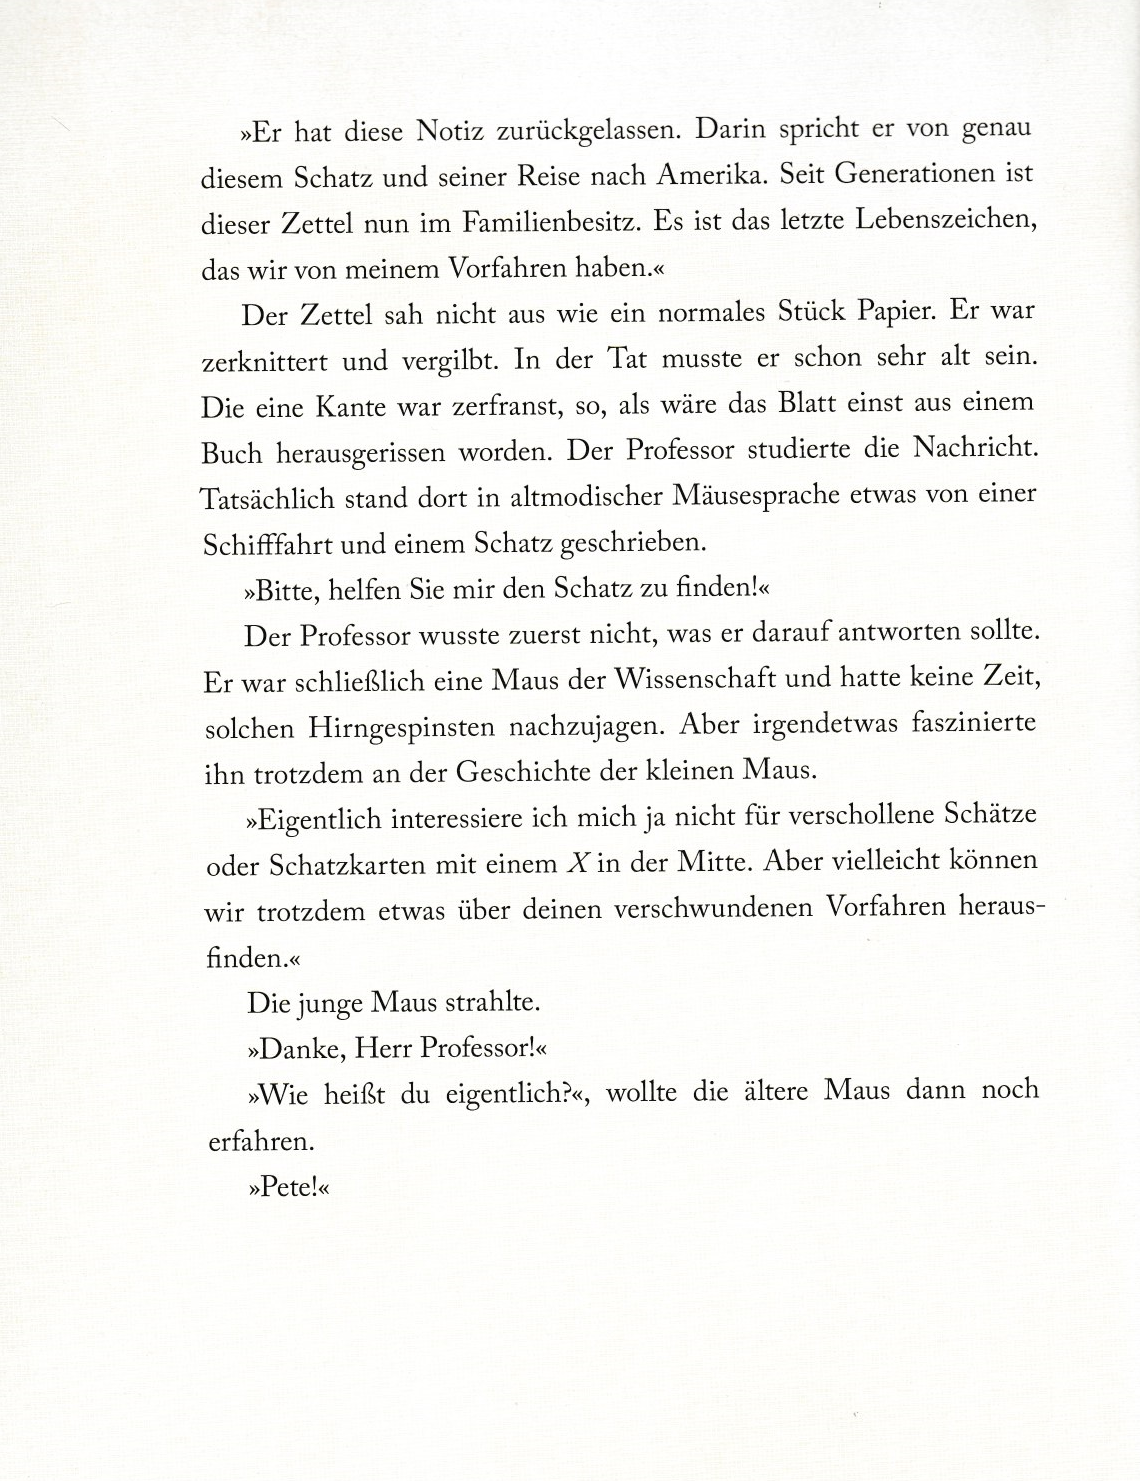 »Er hat diese Notiz zurückgelassen. Darin spricht er von genau
diesem Schatz und seiner Reise nach Amerika. Seit Generationen ist
dieser Zettel nun im Familienbesitz. Es ist das letzte Lebenszeichen,
das wir von meinem Vorfahren haben.«
Der Zettel sah nicht aus wie ein normales Stück Papier. Er war
zerknittert und vergilbt. In der Tat musste er schon sehr alt sein.
Die eine Kante war zerfranst, so, als wäre das Blatt einst aus einem
Buch herausgerissen worden. Der Professor studierte die Nachricht.
Tatsächlich stand dort in altmodischer Mäusesprache etwas von einer
Schifffahrt und einem Schatz geschrieben.
»Bitte, helfen Sie mir den Schatz zu finden!«
Der Professor wusste zuerst nicht, was er darauf antworten sollte.
Er war schließlich eine Maus der Wissenschaft und hatte keine Zeit,
solchen Hirngespinsten nachzujagen. Aber irgendetwas faszinierte
ihn trotzdem an der Geschichte der kleinen Maus.
»Eigentlich interessiere ich mich ja nicht für verschollene Schätze
oder Schatzkarten mit einem X in der Mitte. Aber vielleicht können
wir trotzdem etwas über deinen verschwundenen Vorfahren heraus-
finden.«
Die junge Maus strahlte.
»Danke, Herr Professor!«
»Wie heißt du eigentlich?«, wollte die ältere Maus dann noch
erfahren.
»Pete!«